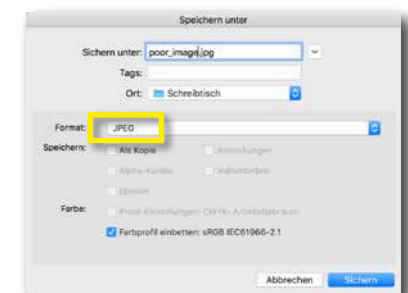 Speichern unter
Sichern unter: poor_image.jpg
Tags:
Ort: Schreibtisch
Format: JPEG
Speichern: Als Kopie Anmerkungen
Alpha-Kanäle Volltonfarben
Ebenen
Farbe: Proof-Einstellungen: CMYK-Arbeitsfarbraum
Farbprofil einbetten: sRGB IEC61966-2.1
Abbrechen Sichern